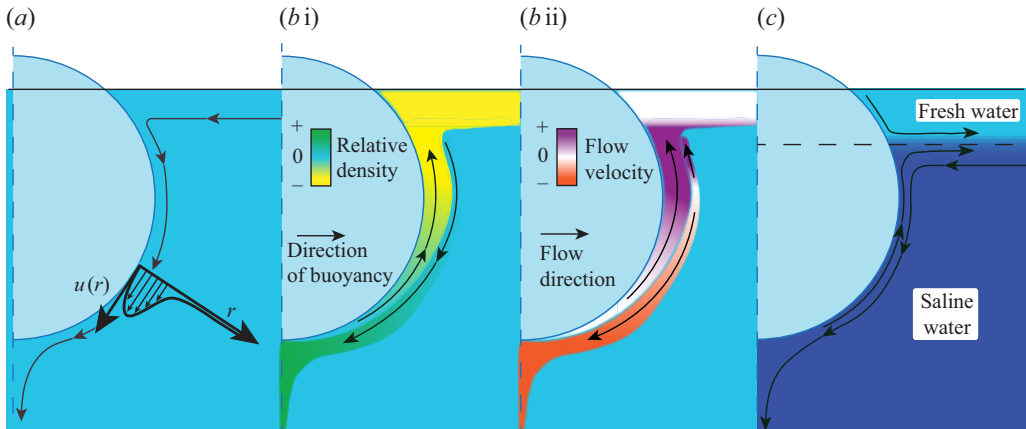 (a)
(b i)
(b ii)
(c)
u(r)
r
+
0
−
Relative
density
Direction
of buoyancy
+
0
−
Flow
velocity
Flow
direction
Fresh water
Saline
water